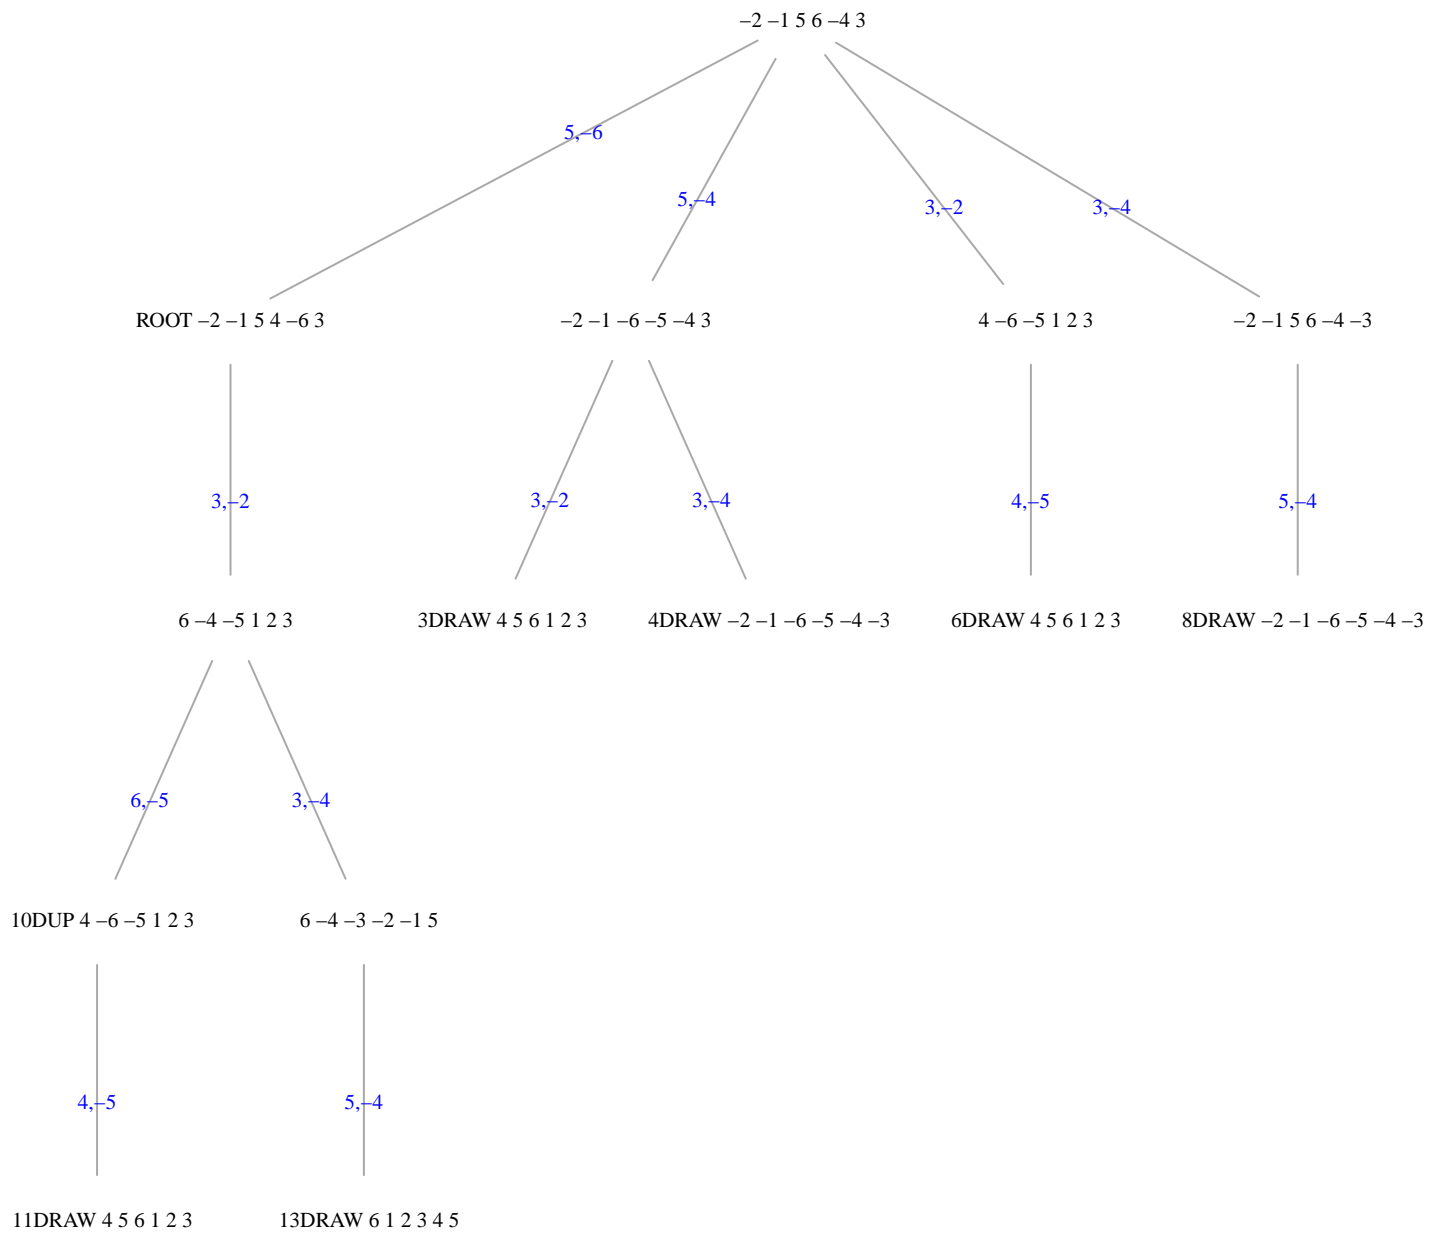 –2 –1 5 6 –4 3
5,–6
5,–4
3,–2
3,–4
ROOT –2 –1 5 4 –6 3
–2 –1 –6 –5 –4 3
4 –6 –5 1 2 3
–2 –1 5 6 –4 –3
3,–2
3,–2
3,–4
4,–5
5,–4
6 –4 –5 1 2 3
3DRAW 4 5 6 1 2 3
4DRAW –2 –1 –6 –5 –4 –3
6DRAW 4 5 6 1 2 3
8DRAW –2 –1 –6 –5 –4 –3
6,–5
3,–4
10DUP 4 –6 –5 1 2 3
6 –4 –3 –2 –1 5
4,–5
5,–4
11DRAW 4 5 6 1 2 3
13DRAW 6 1 2 3 4 5